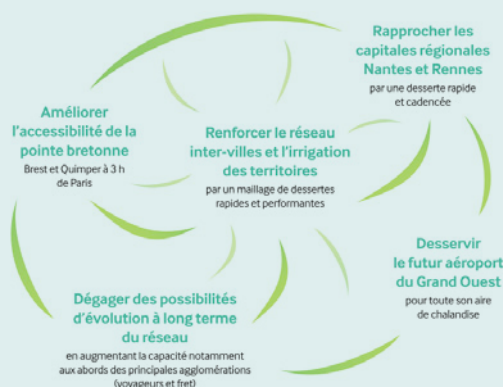 Rapprocher les
capitales régionales
Nantes et Rennes
par une desserte rapide
et cadencée
Améliorer
l'accessibilité de la
pointe bretonne
Brest et Quimper à 3 h
de Paris
Renforcer le réseau
inter-villes et l'irrigation
des territoires
par un maillage de dessertes
rapides et performantes
Desservir
le futur aéroport
du Grand Ouest
pour toute son aire
de chalandise
Dégager des possibilités
d'évolution à long terme
du réseau
en augmentant la capacité notamment
aux abords des principales agglomérations
(voyageurs et fret)